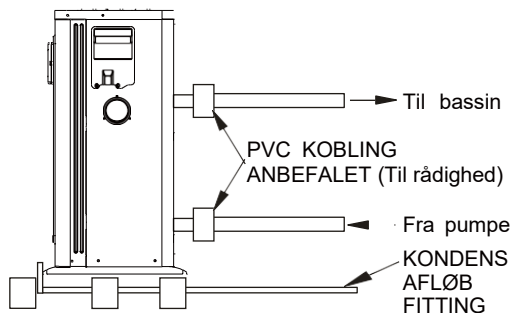 Til bassin
PVC KOBLING
ANBEFALET (Til rådighed)
Fra pumpe
KONDENS
AFLØB
FITTING